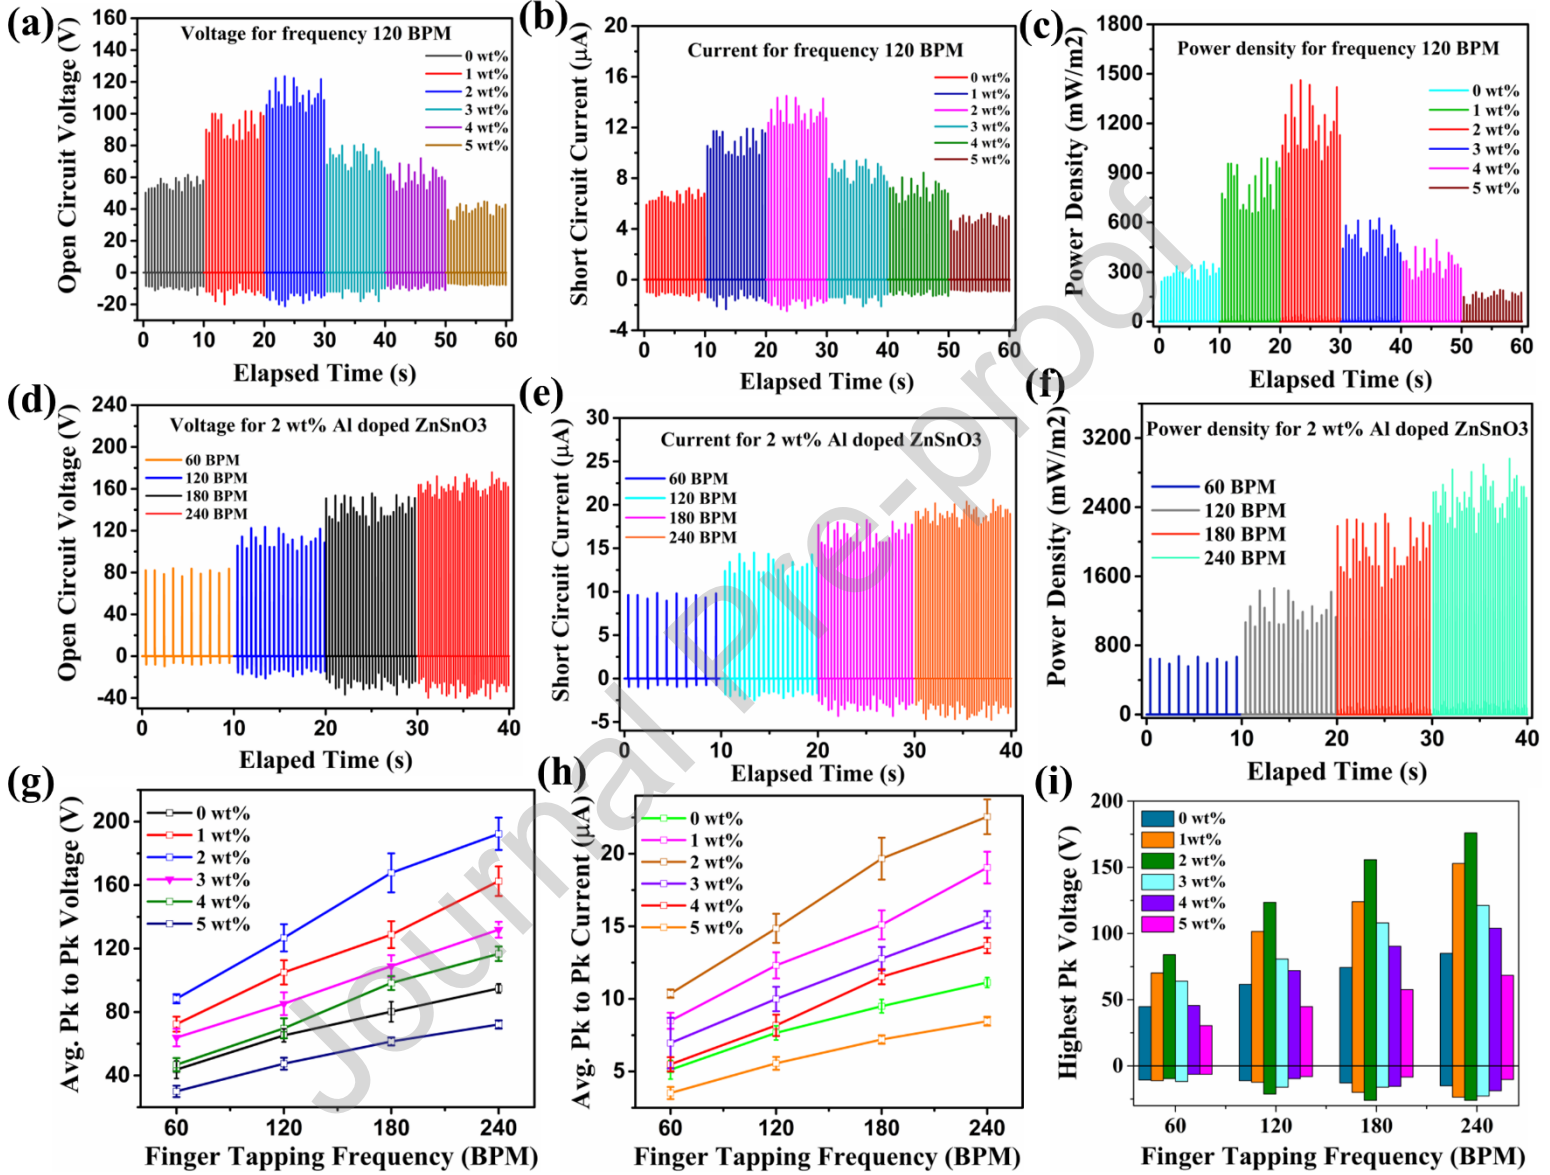 (a)
Open Circuit Voltage (V)
160
140
120
100
80
60
40
20
0
-20
Voltage for frequency 120 BPM
0 wt%
1 wt%
2 wt%
3 wt%
4 wt%
5 wt%
0 10 20 30 40 50 60
Elapsed Time (s)
(b)
Short Circuit Current (μA)
20
16
12
8
4
0
-4
Current for frequency 120 BPM
0 wt%
1 wt%
2 wt%
3 wt%
4 wt%
5 wt%
0 10 20 30 40 50 60
Elapsed Time (s)
(c)
Power Density (mW/m2)
1800
1500
1200
900
600
300
0
Power density for frequency 120 BPM
0 wt%
1 wt%
2 wt%
3 wt%
4 wt%
5 wt%
0 10 20 30 40 50 60
Elapsed Time (s)
(d)
Open Circuit Voltage (V)
240
200
160
120
80
40
0
-40
Voltage for 2 wt% Al doped ZnSnO3
60 BPM
120 BPM
180 BPM
240 BPM
0 10 20 30 40
Elaped Time (s)
(e)
Short Circuit Current (μA)
30
25
20
15
10
5
0
-5
Current for 2 wt% Al doped ZnSnO3
60 BPM
120 BPM
180 BPM
240 BPM
0 10 20 30 40
Elapsed Time (s)
(f)
Power Density (mW/m2)
3200
2400
1600
800
0
Power density for 2 wt% Al doped ZnSnO3
60 BPM
120 BPM
180 BPM
240 BPM
0 10 20 30 40
Elaped Time (s)
(g)
Avg. Pk to Pk Voltage (V)
200
160
120
80
40
0 wt%
1 wt%
2 wt%
3 wt%
4 wt%
5 wt%
60 120 180 240
Finger Tapping Frequency (BPM)
(h)
Avg. Pk to Pk Current (μA)
20
15
10
5
0 wt%
1 wt%
2 wt%
3 wt%
4 wt%
5 wt%
60 120 180 240
Finger Tapping Frequency (BPM)
(i)
Highest Pk Voltage (V)
200
150
100
50
0
0 wt%
1wt%
2 wt%
3 wt%
4 wt%
5 wt%
60 120 180 240
Finger Tapping Frequency (BPM)
Journal Pre-proof